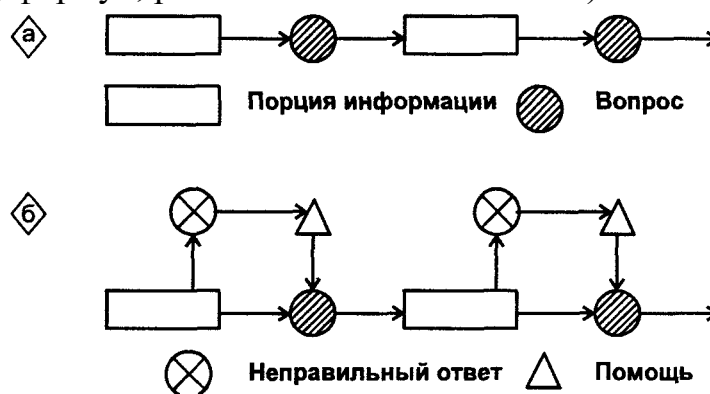 а
Порция информации Вопрос
б
Неправильный ответ Помощь